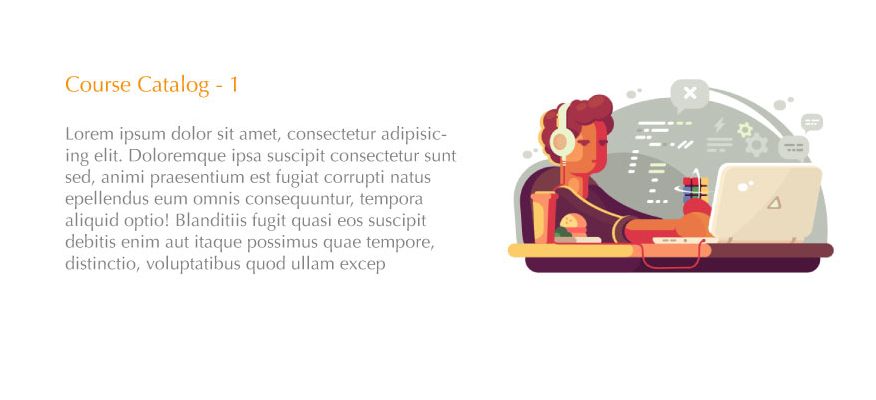 Course Catalog - 1
Lorem ipsum dolor sit amet, consectetur adipisic-
ing elit. Doloremque ipsa suscipit consectetur sunt
sed, animi praesentium est fugiat corrupti natus
epellendus eum omnis consequuntur, tempora
aliquid optio! Blanditiis fugit quasi eos suscipit
debitis enim aut itaque possimus quae tempore,
distinctio, voluptatibus quod ullam excep